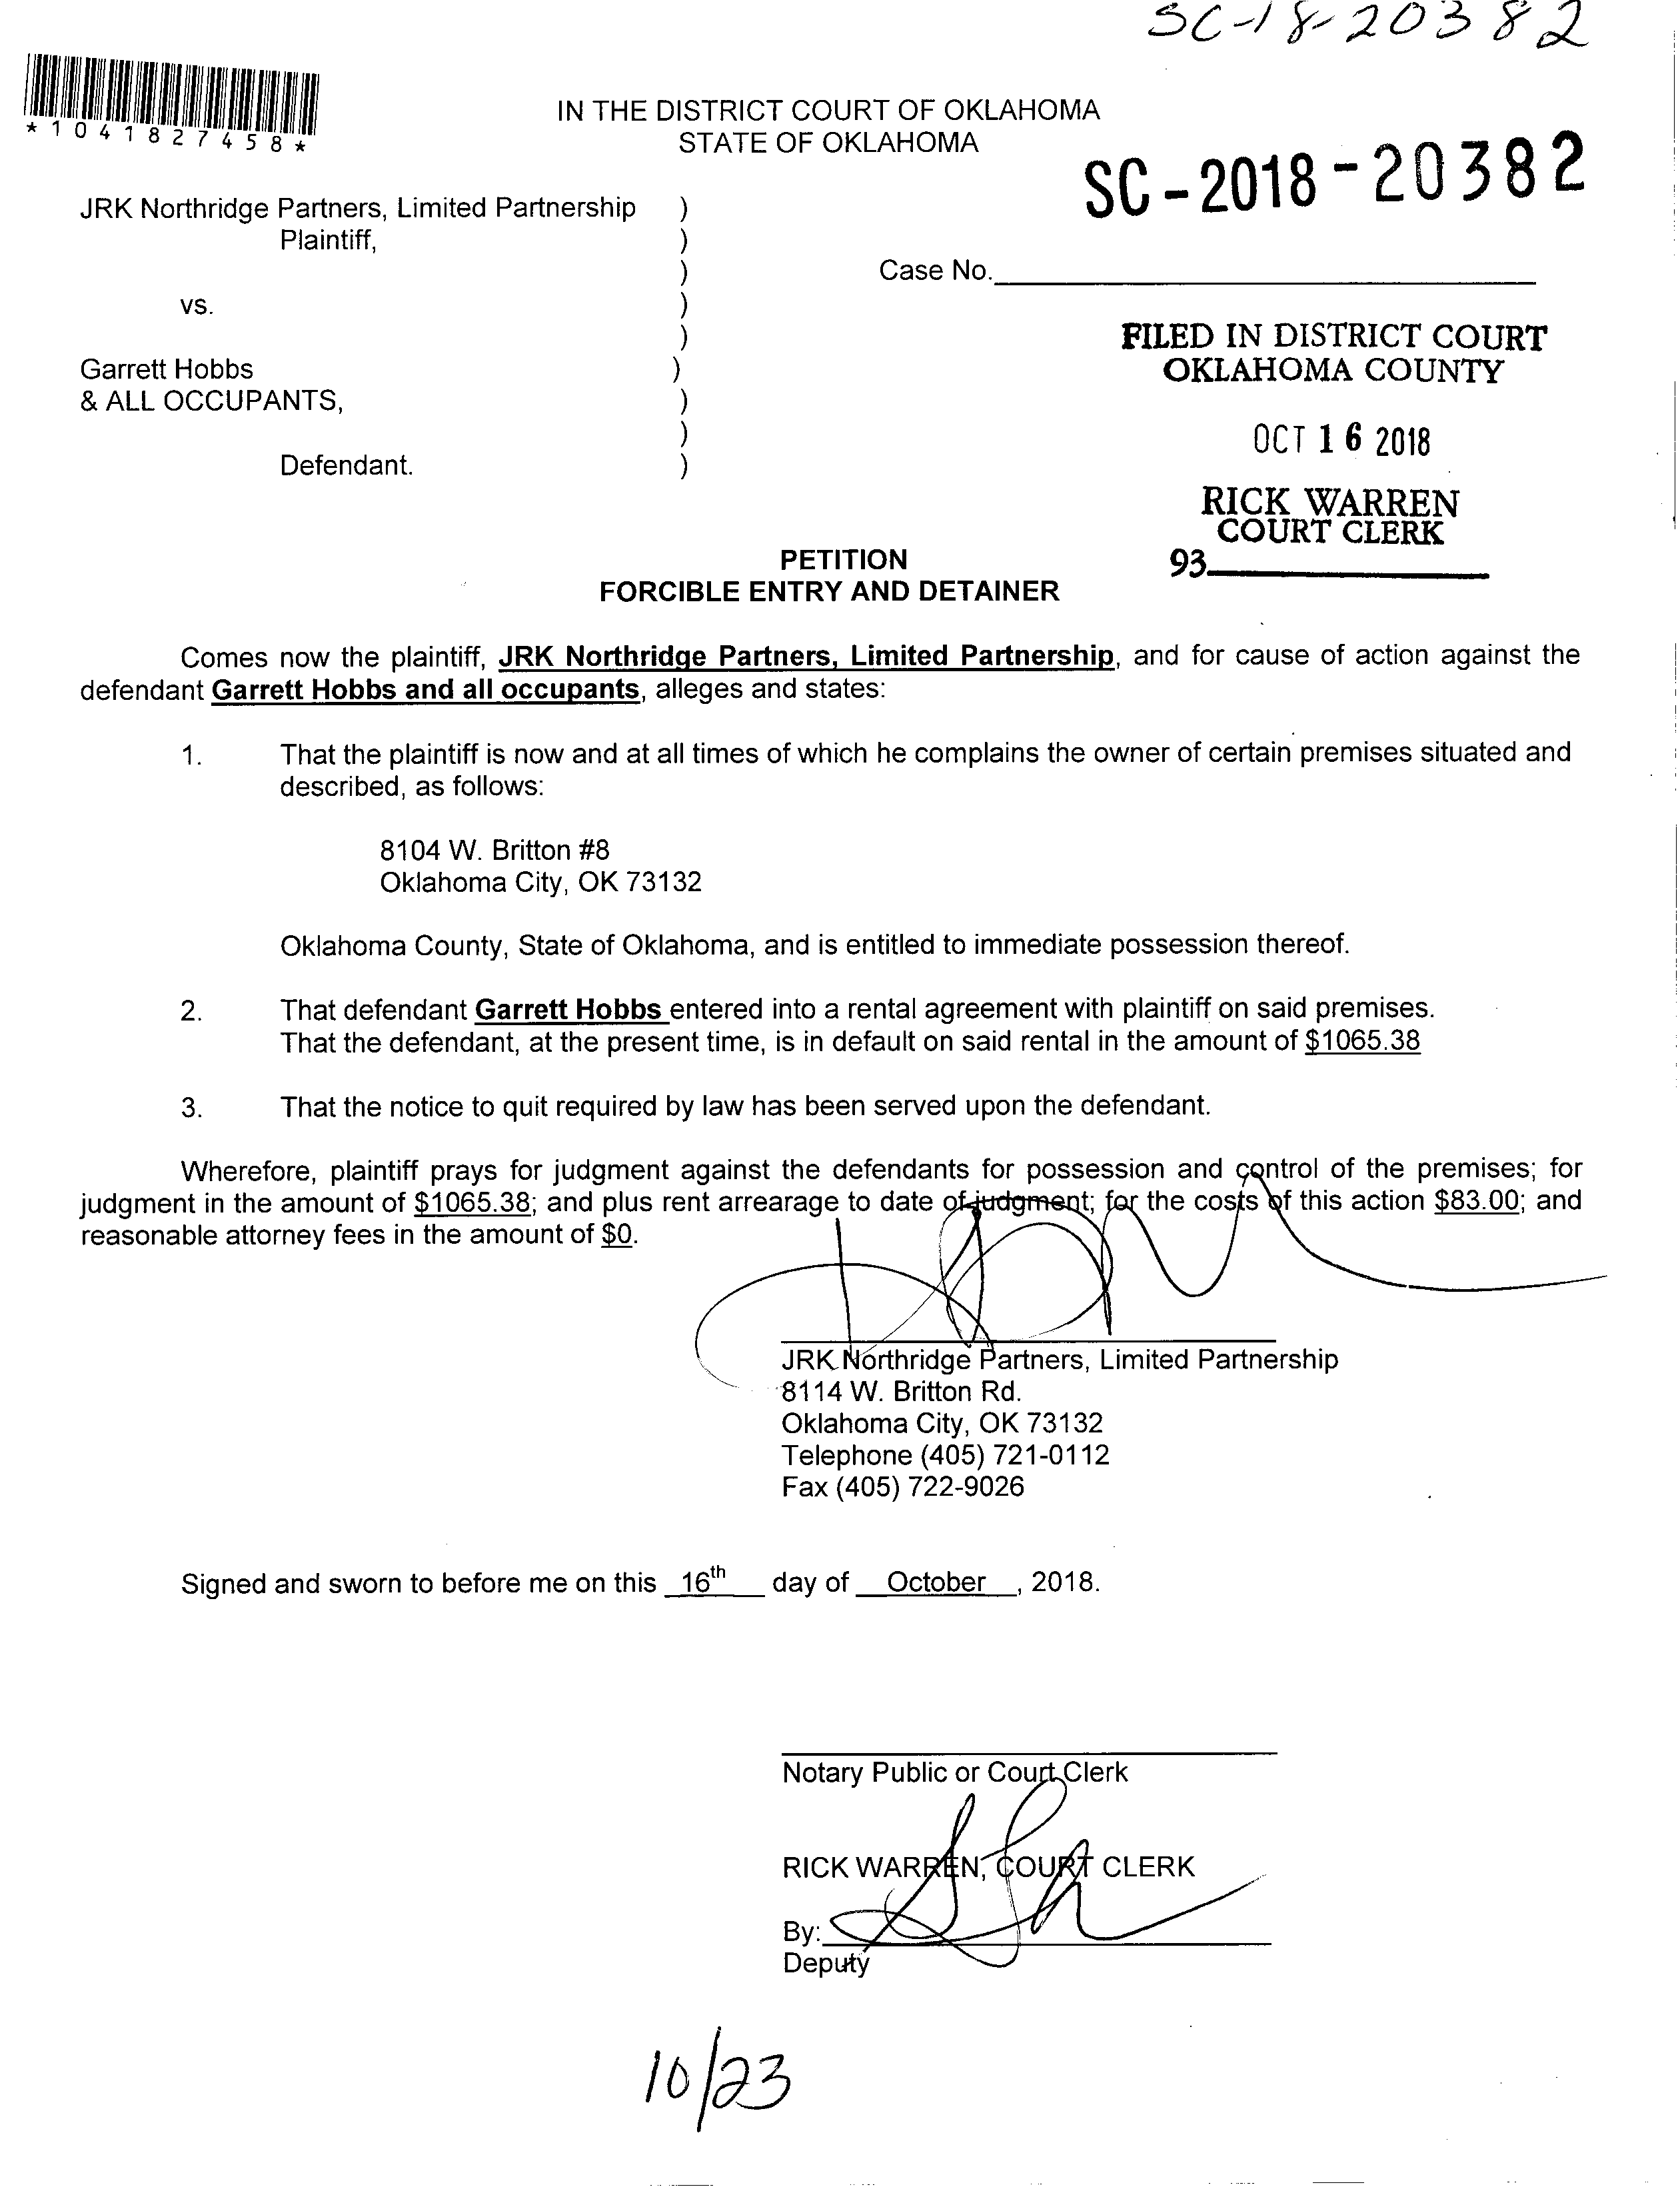 SC-18-20382
*1041827458*
IN THE DISTRICT COURT OF OKLAHOMA
STATE OF OKLAHOMA
SC-2018-20382
JRK Northridge Partners, Limited Partnership )
Plaintiff, )
)
Case No.
vs. )
)
FILED IN DISTRICT COURT
OKLAHOMA COUNTY
Garrett Hobbs )
& ALL OCCUPANTS, )
)
OCT 16 2018
Defendant. )
RICK WARREN
COURT CLERK
93
PETITION
FORCIBLE ENTRY AND DETAINER
Comes now the plaintiff, JRK Northridge Partners, Limited Partnership, and for cause of action against the
defendant Garrett Hobbs and all occupants, alleges and states:
1. That the plaintiff is now and at all times of which he complains the owner of certain premises situated and
described, as follows:
8104 W. Britton #8
Oklahoma City, OK 73132
Oklahoma County, State of Oklahoma, and is entitled to immediate possession thereof.
2. That defendant Garrett Hobbs entered into a rental agreement with plaintiff on said premises.
That the defendant, at the present time, is in default on said rental in the amount of $1065.38
3. That the notice to quit required by law has been served upon the defendant.
Wherefore, plaintiff prays for judgment against the defendants for possession and control of the premises; for
judgment in the amount of $1065.38; and plus rent arrearage to date of judgment; for the costs of this action $83.00; and
reasonable attorney fees in the amount of $0.
JRK Northridge Partners, Limited Partnership
8114 W. Britton Rd.
Oklahoma City, OK 73132
Telephone (405) 721-0112
Fax (405) 722-9026
Signed and sworn to before me on this 16th day of October, 2018.
Notary Public or Court Clerk
RICK WARREN, COURT CLERK
By:
Deputy
10/23